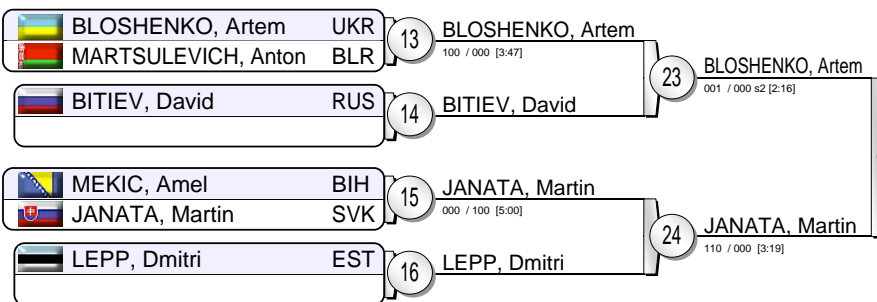 BLOSHENKO, Artem UKR
MARTSULEVICH, Anton BLR
13
BLOSHENKO, Artem
100 / 000 [3:47]
BITIEV, David RUS
14
BITIEV, David
23
BLOSHENKO, Artem
001 / 000 s2 [2:16]
MEKIC, Amel BIH
JANATA, Martin SVK
15
JANATA, Martin
000 / 100 [5:00]
LEPP, Dmitri EST
16
LEPP, Dmitri
24
JANATA, Martin
110 / 000 [3:19]